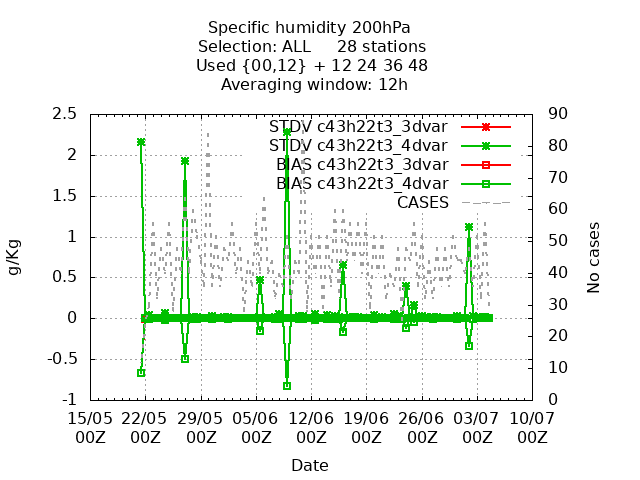 Specific humidity 200hPa
Selection: ALL 28 stations
Used {00,12} + 12 24 36 48
Averaging window: 12h
STDV c43h22t3_3dvar
STDV c43h22t3_4dvar
BIAS c43h22t3_3dvar
BIAS c43h22t3_4dvar
CASES
2.5
2
1.5
1
0.5
0
-0.5
-1
g/Kg
90
80
70
60
50
40
30
20
10
0
No cases
15/05 22/05 29/05 05/06 12/06 19/06 26/06 03/07 10/07
00Z 00Z 00Z 00Z 00Z 00Z 00Z 00Z 00Z
Date